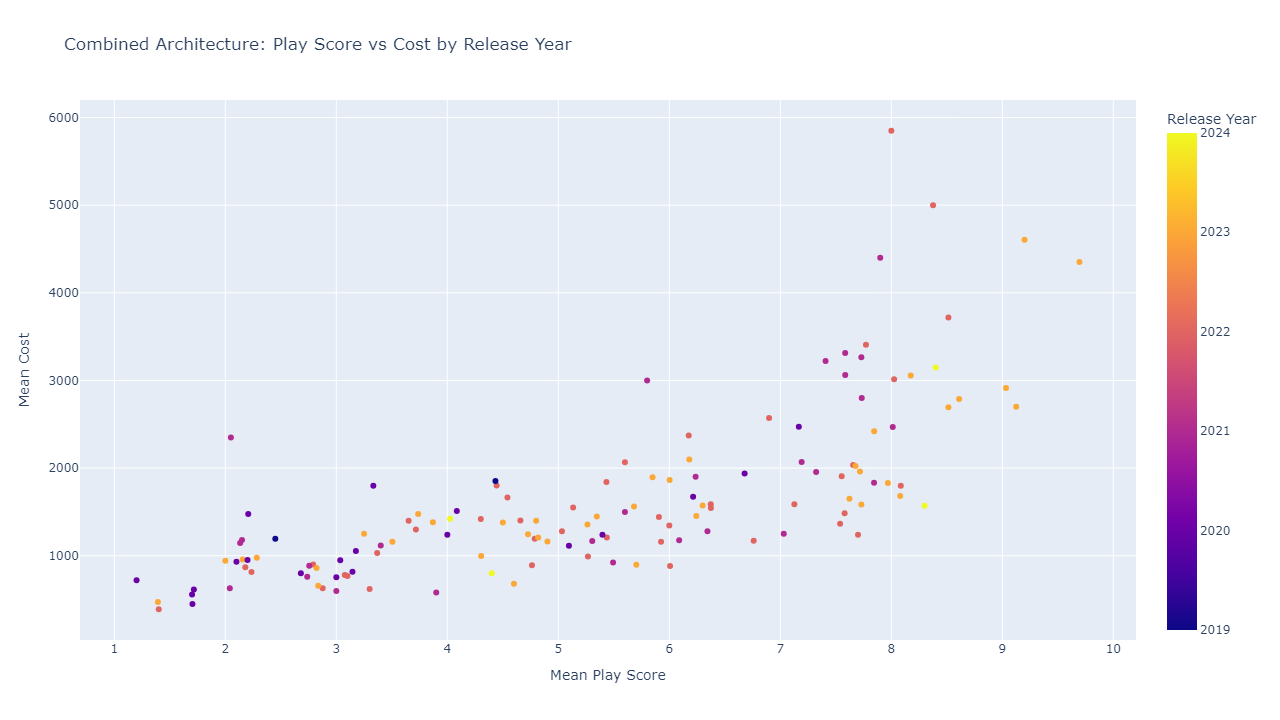 Combined Architecture: Play Score vs Cost by Release Year
Release Year
2024
2023
2022
2021
2020
2019
6000
5000
4000
3000
2000
1000
Mean Cost
1 2 3 4 5 6 7 8 9 10
Mean Play Score